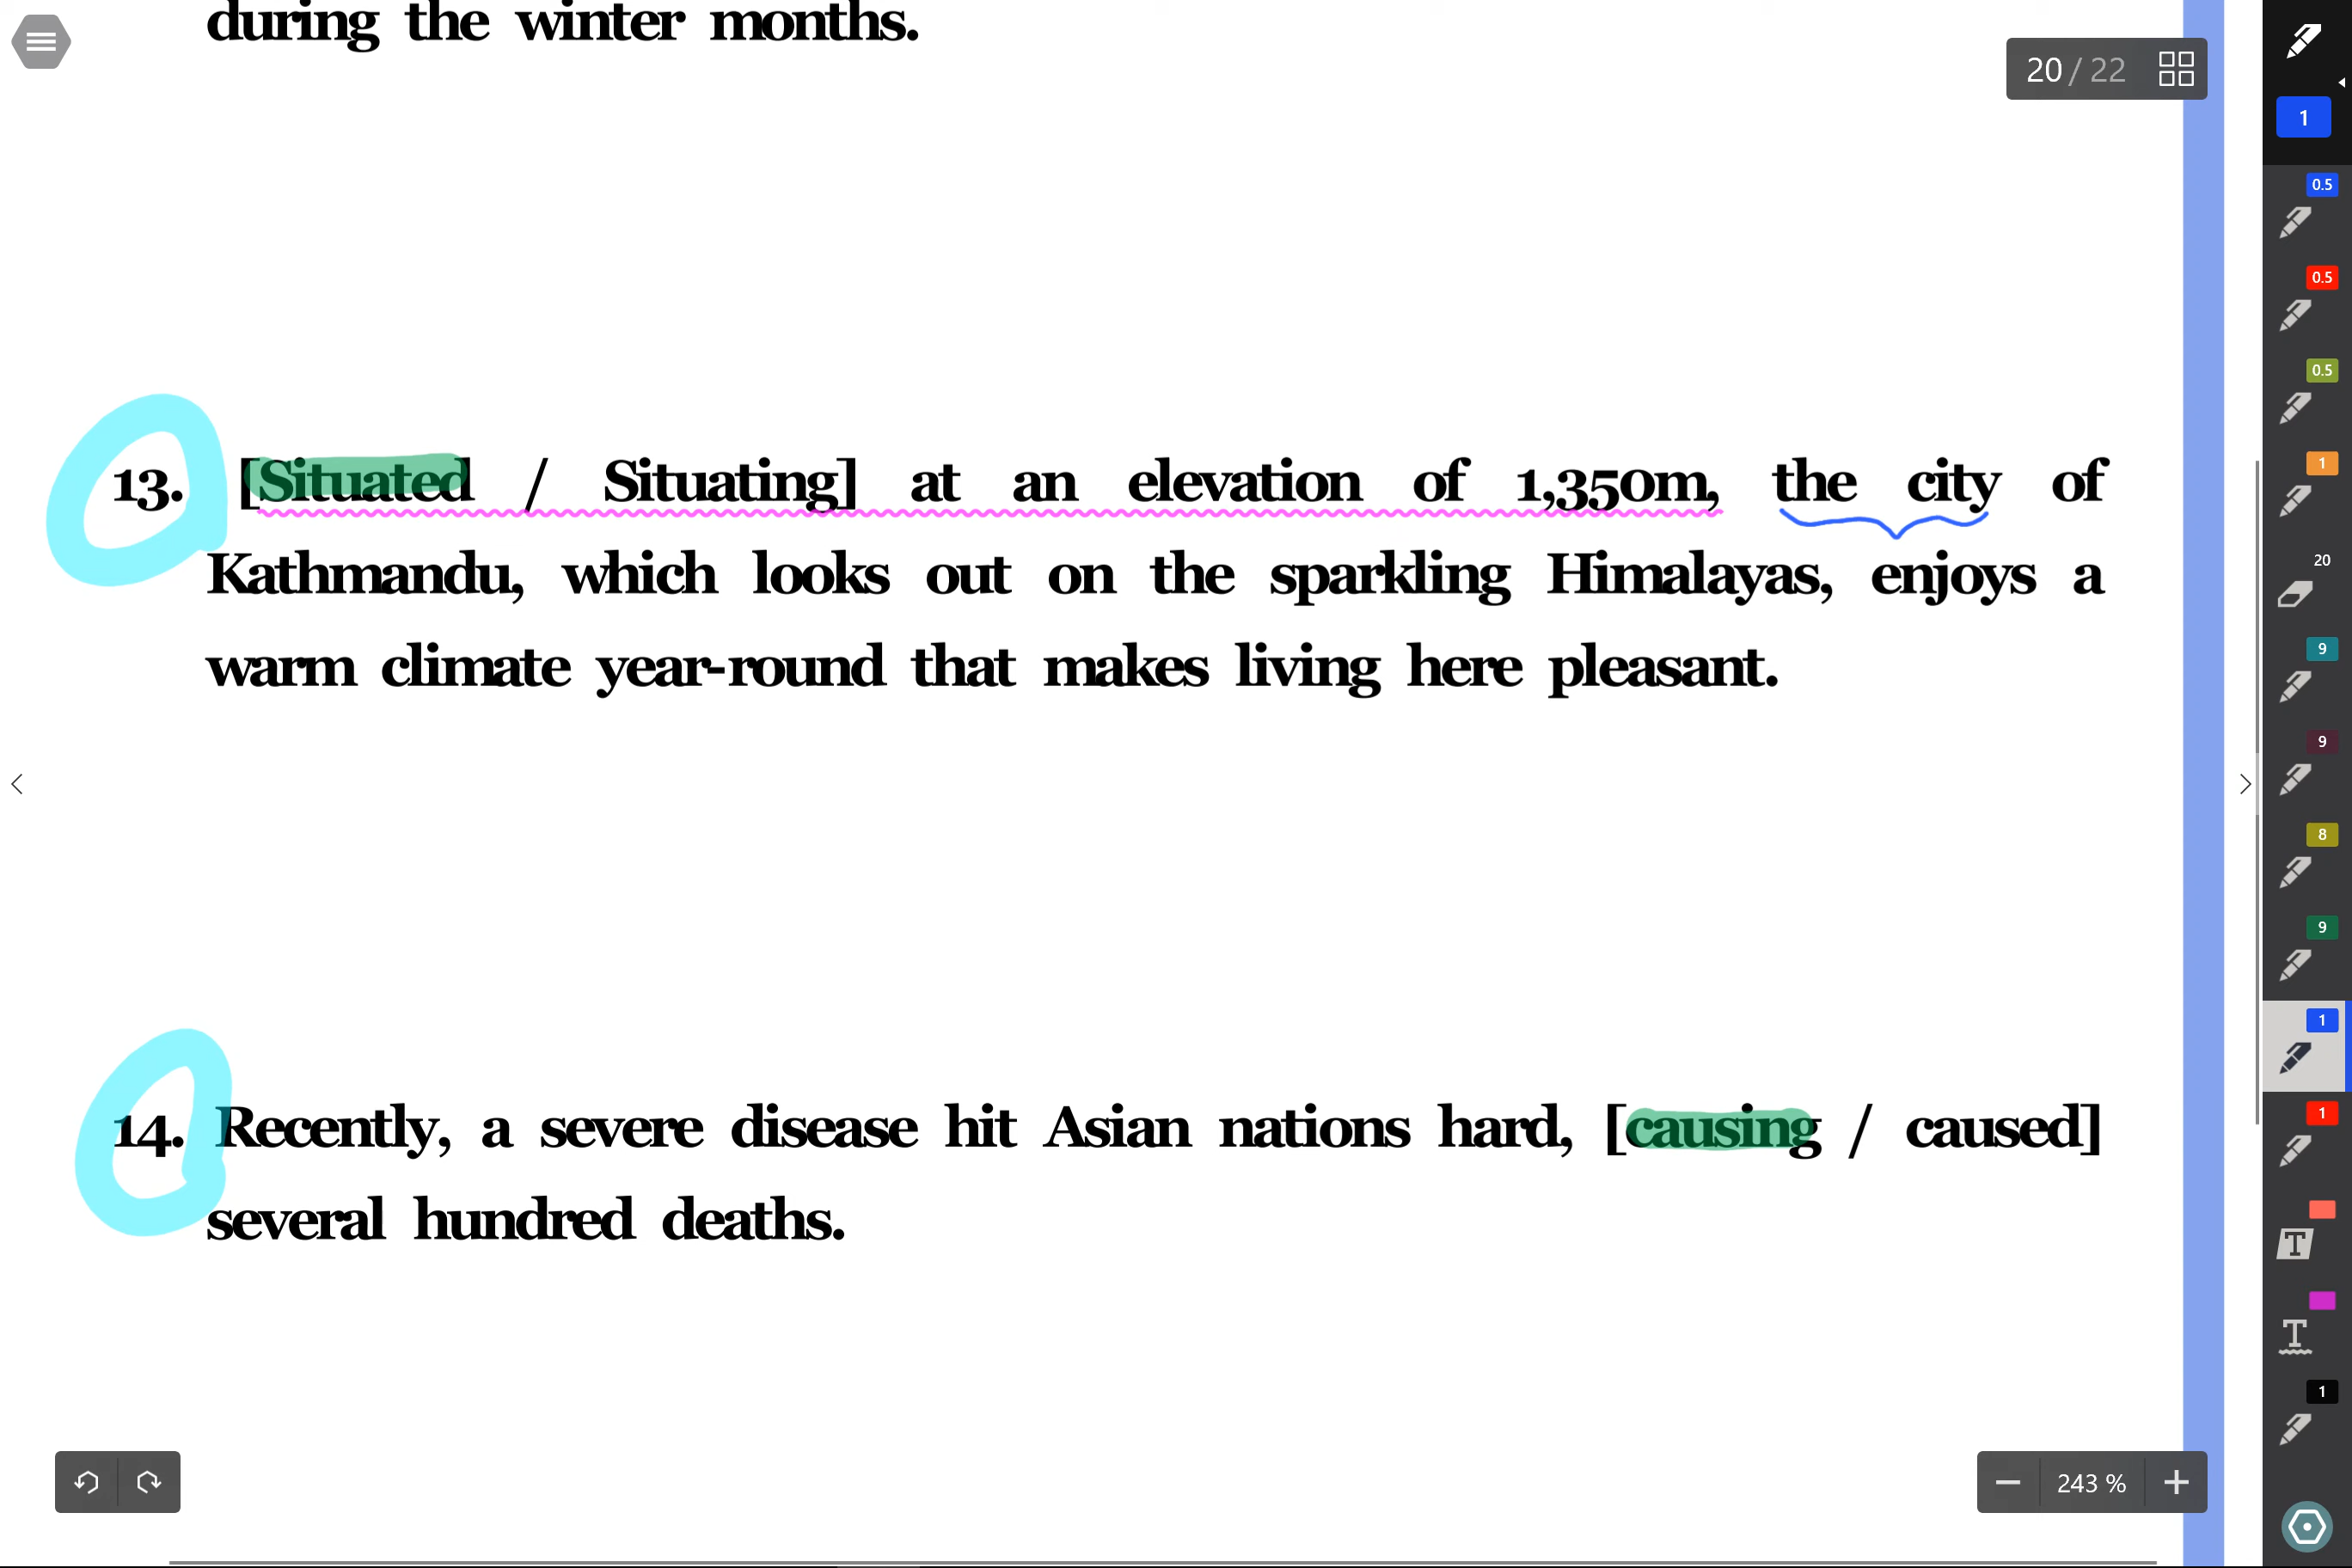 during the winter months.
20 / 22
1
0.5
0.5
0.5
13. [Situated / Situating] at an elevation of 1,350m, the city of
1
Kathmandu, which looks out on the sparkling Himalayas, enjoys a
20
warm climate year-round that makes living here pleasant.
9
9
8
9
1
14. Recently, a severe disease hit Asian nations hard, [causing / caused]
1
several hundred deaths.
T
T
1
243 %